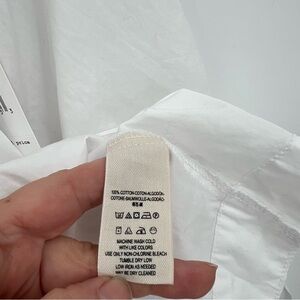 price
100% COTTON-COTON-ALGODÓN-
COTONE-BAUMWOLLE-ALGODÃO-
MACHINE WASH COLD
WITH LIKE COLORS
USE ONLY NON-CHLORINE BLEACH
TUMBLE DRY LOW
LOW IRON AS NEEDED
MAY BE DRY CLEANED